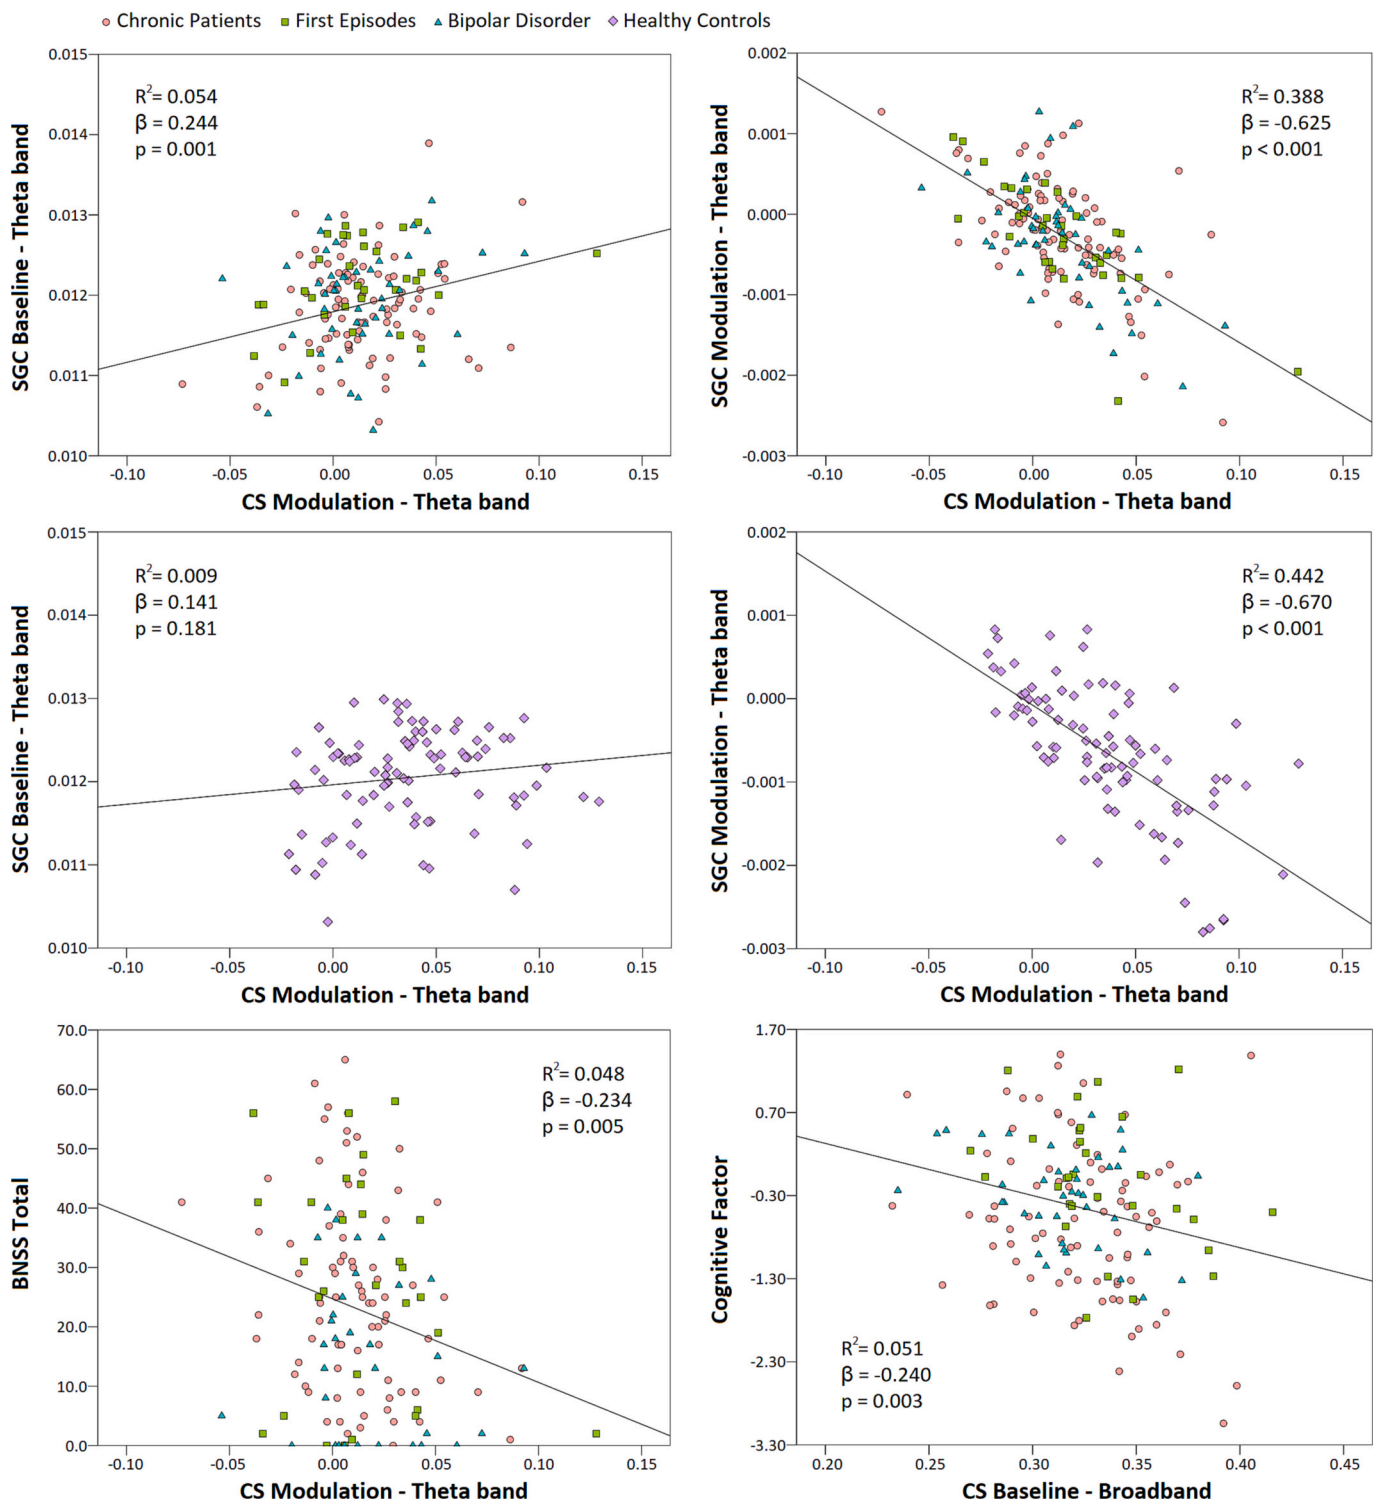 Chronic Patients First Episodes Bipolar Disorder Healthy Controls
0.015
0.014
0.013
0.012
0.011
0.010
SGC Baseline - Theta band
R²= 0.054
β = 0.244
p = 0.001
-0.10 -0.05 0.00 0.05 0.10 0.15
CS Modulation - Theta band
0.002
0.001
0.000
-0.001
-0.002
-0.003
SGC Modulation - Theta band
R²= 0.388
β = -0.625
p < 0.001
-0.10 -0.05 0.00 0.05 0.10 0.15
CS Modulation - Theta band
0.015
0.014
0.013
0.012
0.011
0.010
SGC Baseline - Theta band
R²= 0.009
β = 0.141
p = 0.181
-0.10 -0.05 0.00 0.05 0.10 0.15
CS Modulation - Theta band
0.002
0.001
0.000
-0.001
-0.002
-0.003
SGC Modulation - Theta band
R²= 0.442
β = -0.670
p < 0.001
-0.10 -0.05 0.00 0.05 0.10 0.15
CS Modulation - Theta band
70.0
60.0
50.0
40.0
30.0
20.0
10.0
0.0
BNSS Total
R²= 0.048
β = -0.234
p = 0.005
-0.10 -0.05 0.00 0.05 0.10 0.15
CS Modulation - Theta band
1.70
0.70
-0.30
-1.30
-2.30
-3.30
Cognitive Factor
R²= 0.051
β = -0.240
p = 0.003
0.20 0.25 0.30 0.35 0.40 0.45
CS Baseline - Broadband